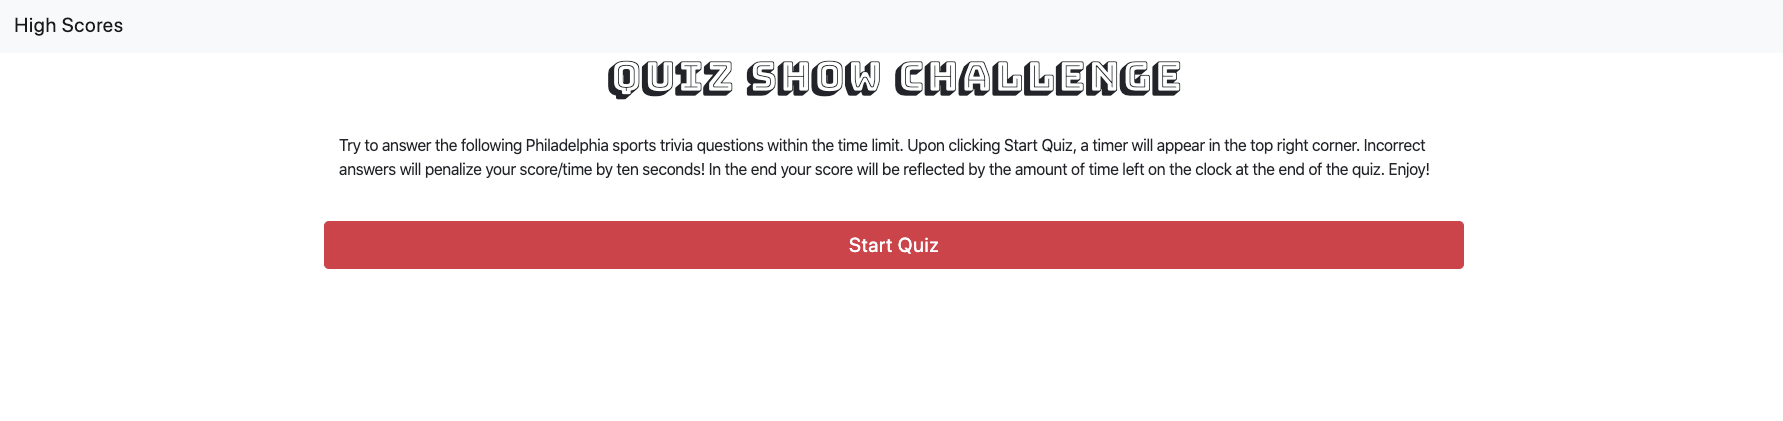 High Scores
QUIZ SHOW CHALLENGE
Try to answer the following Philadelphia sports trivia questions within the time limit. Upon clicking Start Quiz, a timer will appear in the top right corner. Incorrect
answers will penalize your score/time by ten seconds! In the end your score will be reflected by the amount of time left on the clock at the end of the quiz. Enjoy!
Start Quiz